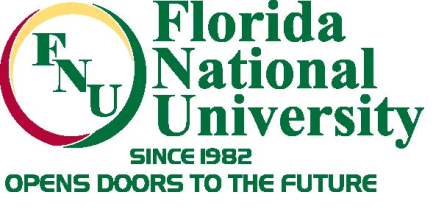 FNU
Florida
National
University
SINCE 1982
OPENS DOORS TO THE FUTURE